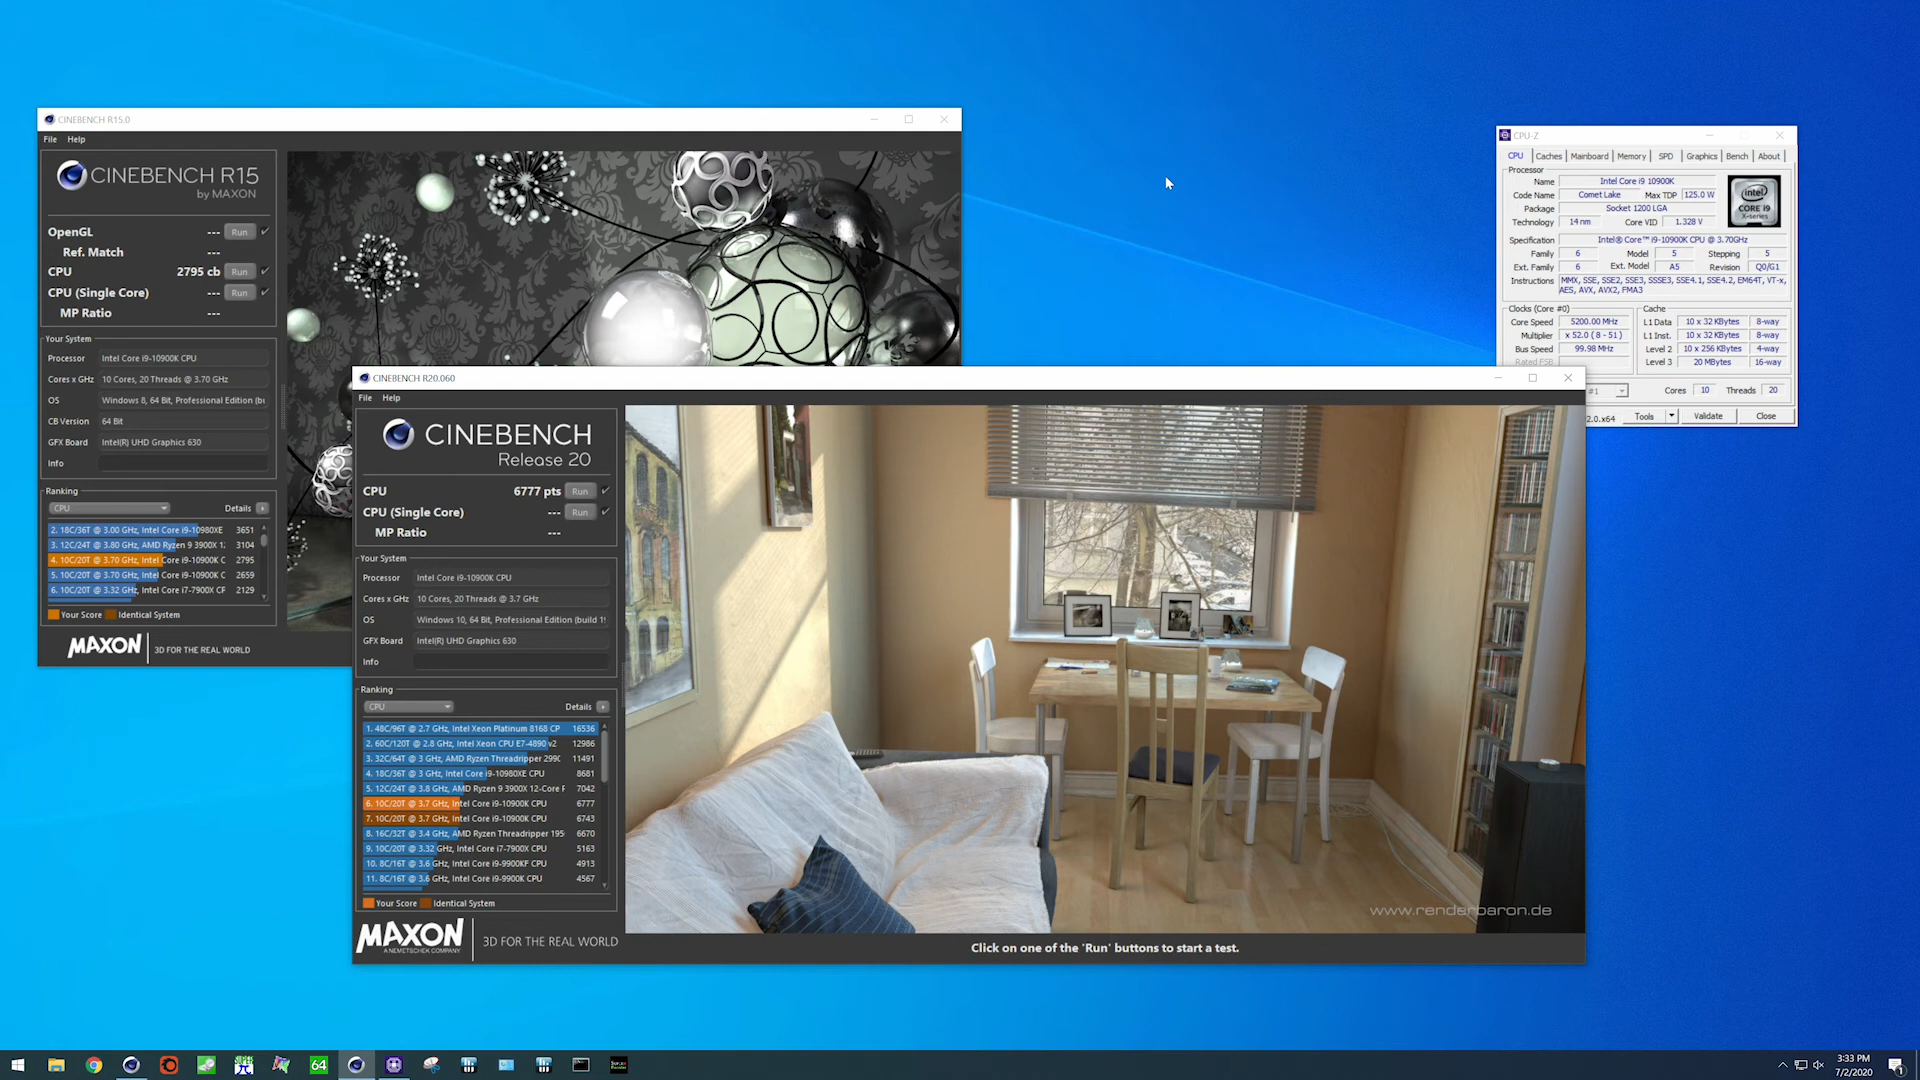 CINEBENCH R15.0
File Help
CINEBENCH R15
by MAXON
OpenGL --- Run
Ref. Match ---
CPU 2795 cb Run
CPU (Single Core) --- Run
MP Ratio ---
Your System
Processor Intel Core i9-10900K CPU
Cores x GHz 10 Cores, 20 Threads @ 3.70 GHz
OS Windows 8, 64 Bit, Professional Edition (bu
CB Version 64 Bit
GFX Board Intel(R) UHD Graphics 630
Info
Ranking
CPU Details
2. 18C/36T @ 3.00 GHz, Intel Core i9-10980XE 3651
3. 12C/24T @ 3.80 GHz, AMD Ryzen 9 3900X 12 3104
4. 10C/20T @ 3.70 GHz, Intel Core i9-10900K C 2795
5. 10C/20T @ 3.70 GHz, Intel Core i9-10900K C 2659
6. 10C/20T @ 3.32 GHz, Intel Core i7-7900X CP 2129
Your Score Identical System
MAXON 3D FOR THE REAL WORLD
CINEBENCH R20.060
File Help
CINEBENCH
Release 20
CPU 6777 pts Run
CPU (Single Core) --- Run
MP Ratio ---
Your System
Processor Intel Core i9-10900K CPU
Cores x GHz 10 Cores, 20 Threads @ 3.7 GHz
OS Windows 10, 64 Bit, Professional Edition (build 1
GFX Board Intel(R) UHD Graphics 630
Info
Ranking
CPU Details
1. 48C/96T @ 2.7 GHz, Intel Xeon Platinum 8168 CP 16536
2. 60C/120T @ 2.8 GHz, Intel Xeon CPU E7-4890 v2 12986
3. 32C/64T @ 3 GHz, AMD Ryzen Threadripper 299 11491
4. 18C/36T @ 3 GHz, Intel Core i9-10980XE CPU 8681
5. 12C/24T @ 3.8 GHz, AMD Ryzen 9 3900X 12-Core 7042
6. 10C/20T @ 3.7 GHz, Intel Core i9-10900K CPU 6777
7. 10C/20T @ 3.7 GHz, Intel Core i9-10900K CPU 6743
8. 16C/32T @ 3.4 GHz, AMD Ryzen Threadripper 195 6670
9. 10C/20T @ 3.32 GHz, Intel Core i7-7900X CPU 5163
10. 8C/16T @ 3.6 GHz, Intel Core i9-9900KF CPU 4913
11. 8C/16T @ 3.6 GHz, Intel Core i9-9900K CPU 4567
Your Score Identical System
MAXON 3D FOR THE REAL WORLD
A NEMETSCHEK COMPANY
www.renderbaron.de
Click on one of the 'Run' buttons to start a test.
CPU-Z
CPU Caches Mainboard Memory SPD Graphics Bench About
Processor
Name Intel Core i9 10900K
Code Name Comet Lake Max TDP 125.0 W
Package Socket 1200 LGA
Technology 14 nm Core VID 1.328 V
intel
CORE i9
X-series
Specification Intel® Core™ i9-10900K CPU @ 3.70GHz
Family 6 Model 5 Stepping 5
Ext. Family 6 Ext. Model A5 Revision Q0/G1
Instructions MMX, SSE, SSE2, SSE3, SSSE3, SSE4.1, SSE4.2, EM64T, VT-x,
AES, AVX, AVX2, FMA3
Clocks (Core #0)
Core Speed 5200.00 MHz
Multiplier x 52.0 ( 8 - 51 )
Bus Speed 99.98 MHz
Rated FSB
Cache
L1 Data 10 x 32 KBytes 8-way
L1 Inst. 10 x 32 KBytes 8-way
Level 2 10 x 256 KBytes 4-way
Level 3 20 MBytes 16-way
#1 Cores 10 Threads 20
2.0.x64 Tools Validate Close
SUPER
64
3:33 PM
7/2/2020
1